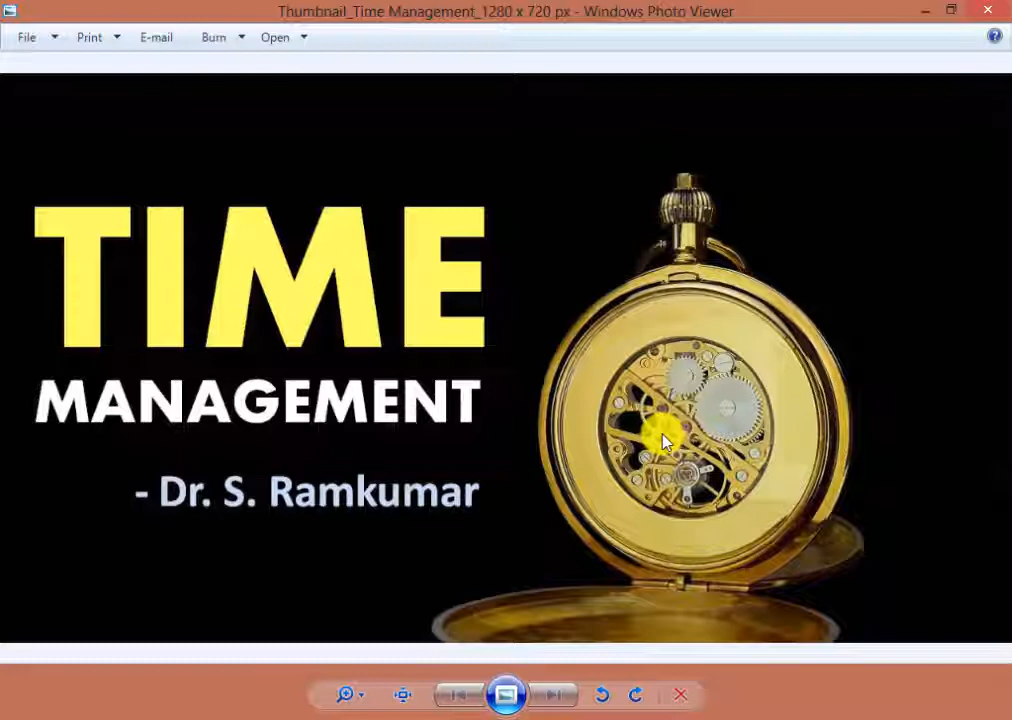 Thumbnail_Time Management_1280 x 720 px - Windows Photo Viewer
File Print E-mail Burn Open
TIME
MANAGEMENT
- Dr. S. Ramkumar